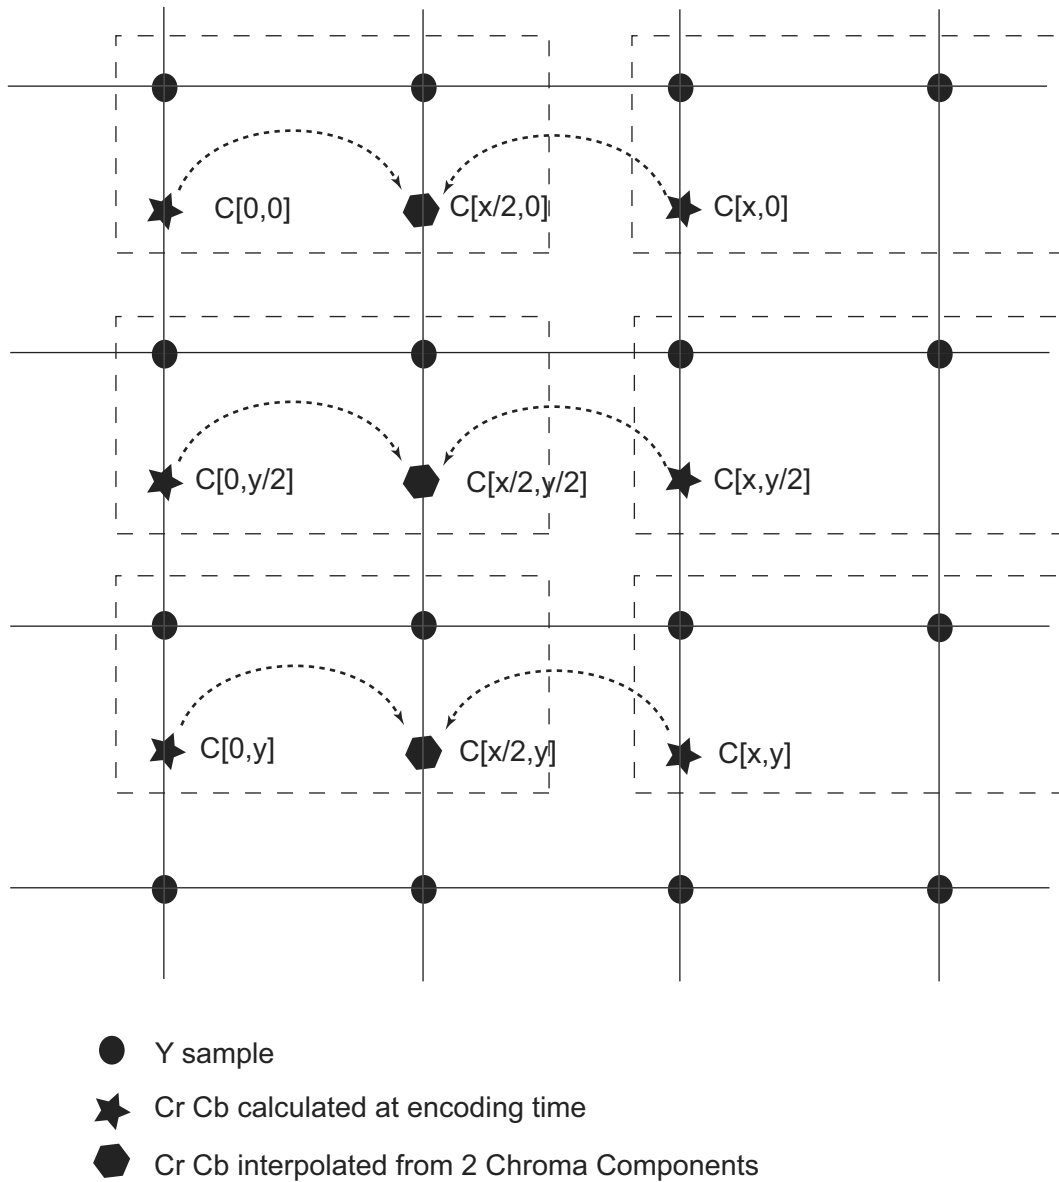 C[0,0]
C[x/2,0]
C[x,0]
C[0,y/2]
C[x/2,y/2]
C[x,y/2]
C[0,y]
C[x/2,y]
C[x,y]
Y sample
Cr Cb calculated at encoding time
Cr Cb interpolated from 2 Chroma Components